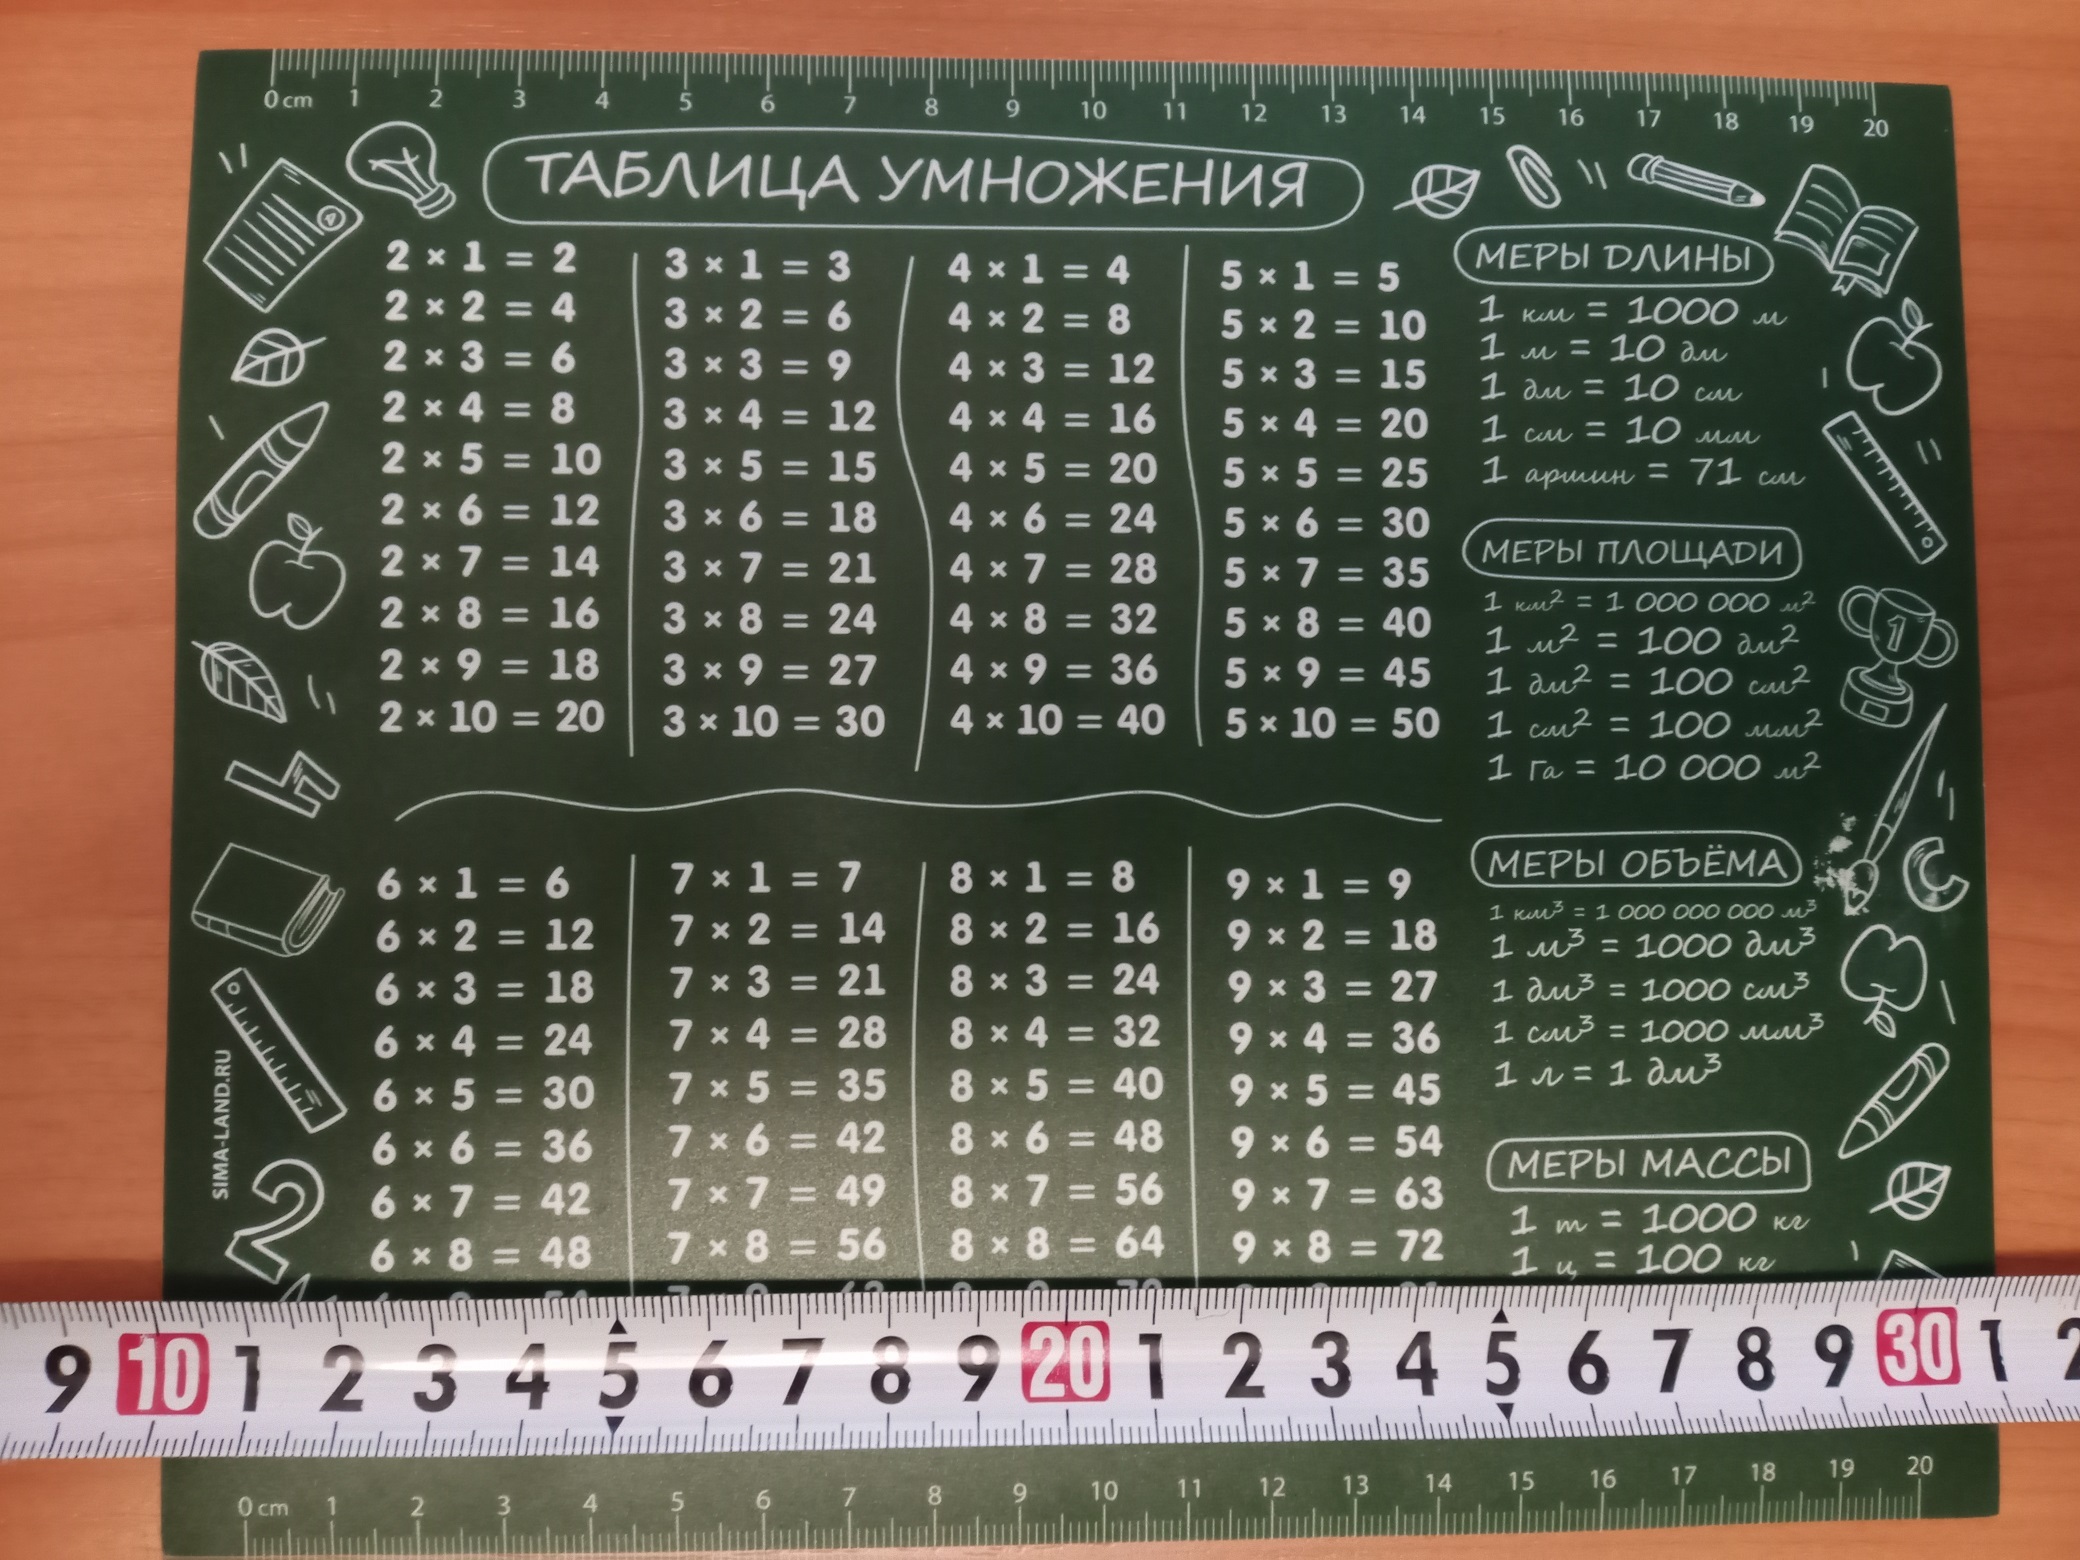 0 cm 1 2 3 4 5 6 7 8 9 10 11 12 13 14 15 16 17 18 19 20
ТАБЛИЦА УМНОЖЕНИЯ
2 × 1 = 2
2 × 2 = 4
2 × 3 = 6
2 × 4 = 8
2 × 5 = 10
2 × 6 = 12
2 × 7 = 14
2 × 8 = 16
2 × 9 = 18
2 × 10 = 20
3 × 1 = 3
3 × 2 = 6
3 × 3 = 9
3 × 4 = 12
3 × 5 = 15
3 × 6 = 18
3 × 7 = 21
3 × 8 = 24
3 × 9 = 27
3 × 10 = 30
4 × 1 = 4
4 × 2 = 8
4 × 3 = 12
4 × 4 = 16
4 × 5 = 20
4 × 6 = 24
4 × 7 = 28
4 × 8 = 32
4 × 9 = 36
4 × 10 = 40
5 × 1 = 5
5 × 2 = 10
5 × 3 = 15
5 × 4 = 20
5 × 5 = 25
5 × 6 = 30
5 × 7 = 35
5 × 8 = 40
5 × 9 = 45
5 × 10 = 50
6 × 1 = 6
6 × 2 = 12
6 × 3 = 18
6 × 4 = 24
6 × 5 = 30
6 × 6 = 36
6 × 7 = 42
6 × 8 = 48
7 × 1 = 7
7 × 2 = 14
7 × 3 = 21
7 × 4 = 28
7 × 5 = 35
7 × 6 = 42
7 × 7 = 49
7 × 8 = 56
8 × 1 = 8
8 × 2 = 16
8 × 3 = 24
8 × 4 = 32
8 × 5 = 40
8 × 6 = 48
8 × 7 = 56
8 × 8 = 64
9 × 1 = 9
9 × 2 = 18
9 × 3 = 27
9 × 4 = 36
9 × 5 = 45
9 × 6 = 54
9 × 7 = 63
9 × 8 = 72
МЕРЫ ДЛИНЫ
1 км = 1000 м
1 м = 10 дм
1 дм = 10 см
1 см = 10 мм
1 аршин = 71 см
МЕРЫ ПЛОЩАДИ
1 км² = 1 000 000 м²
1 м² = 100 дм²
1 дм² = 100 см²
1 см² = 100 мм²
1 Га = 10 000 м²
1
МЕРЫ ОБЪЁМА
1 км³ = 1 000 000 000 м³
1 м³ = 1000 дм³
1 дм³ = 1000 см³
1 см³ = 1000 мм³
1 л = 1 дм³
МЕРЫ МАССЫ
1 т = 1000 кг
1 ц = 100 кг
SIMA-LAND.RU
2
9 10 1 2 3 4 5 6 7 8 9 20 1 2 3 4 5 6 7 8 9 30 1 2
0 cm 1 2 3 4 5 6 7 8 9 10 11 12 13 14 15 16 17 18 19 20